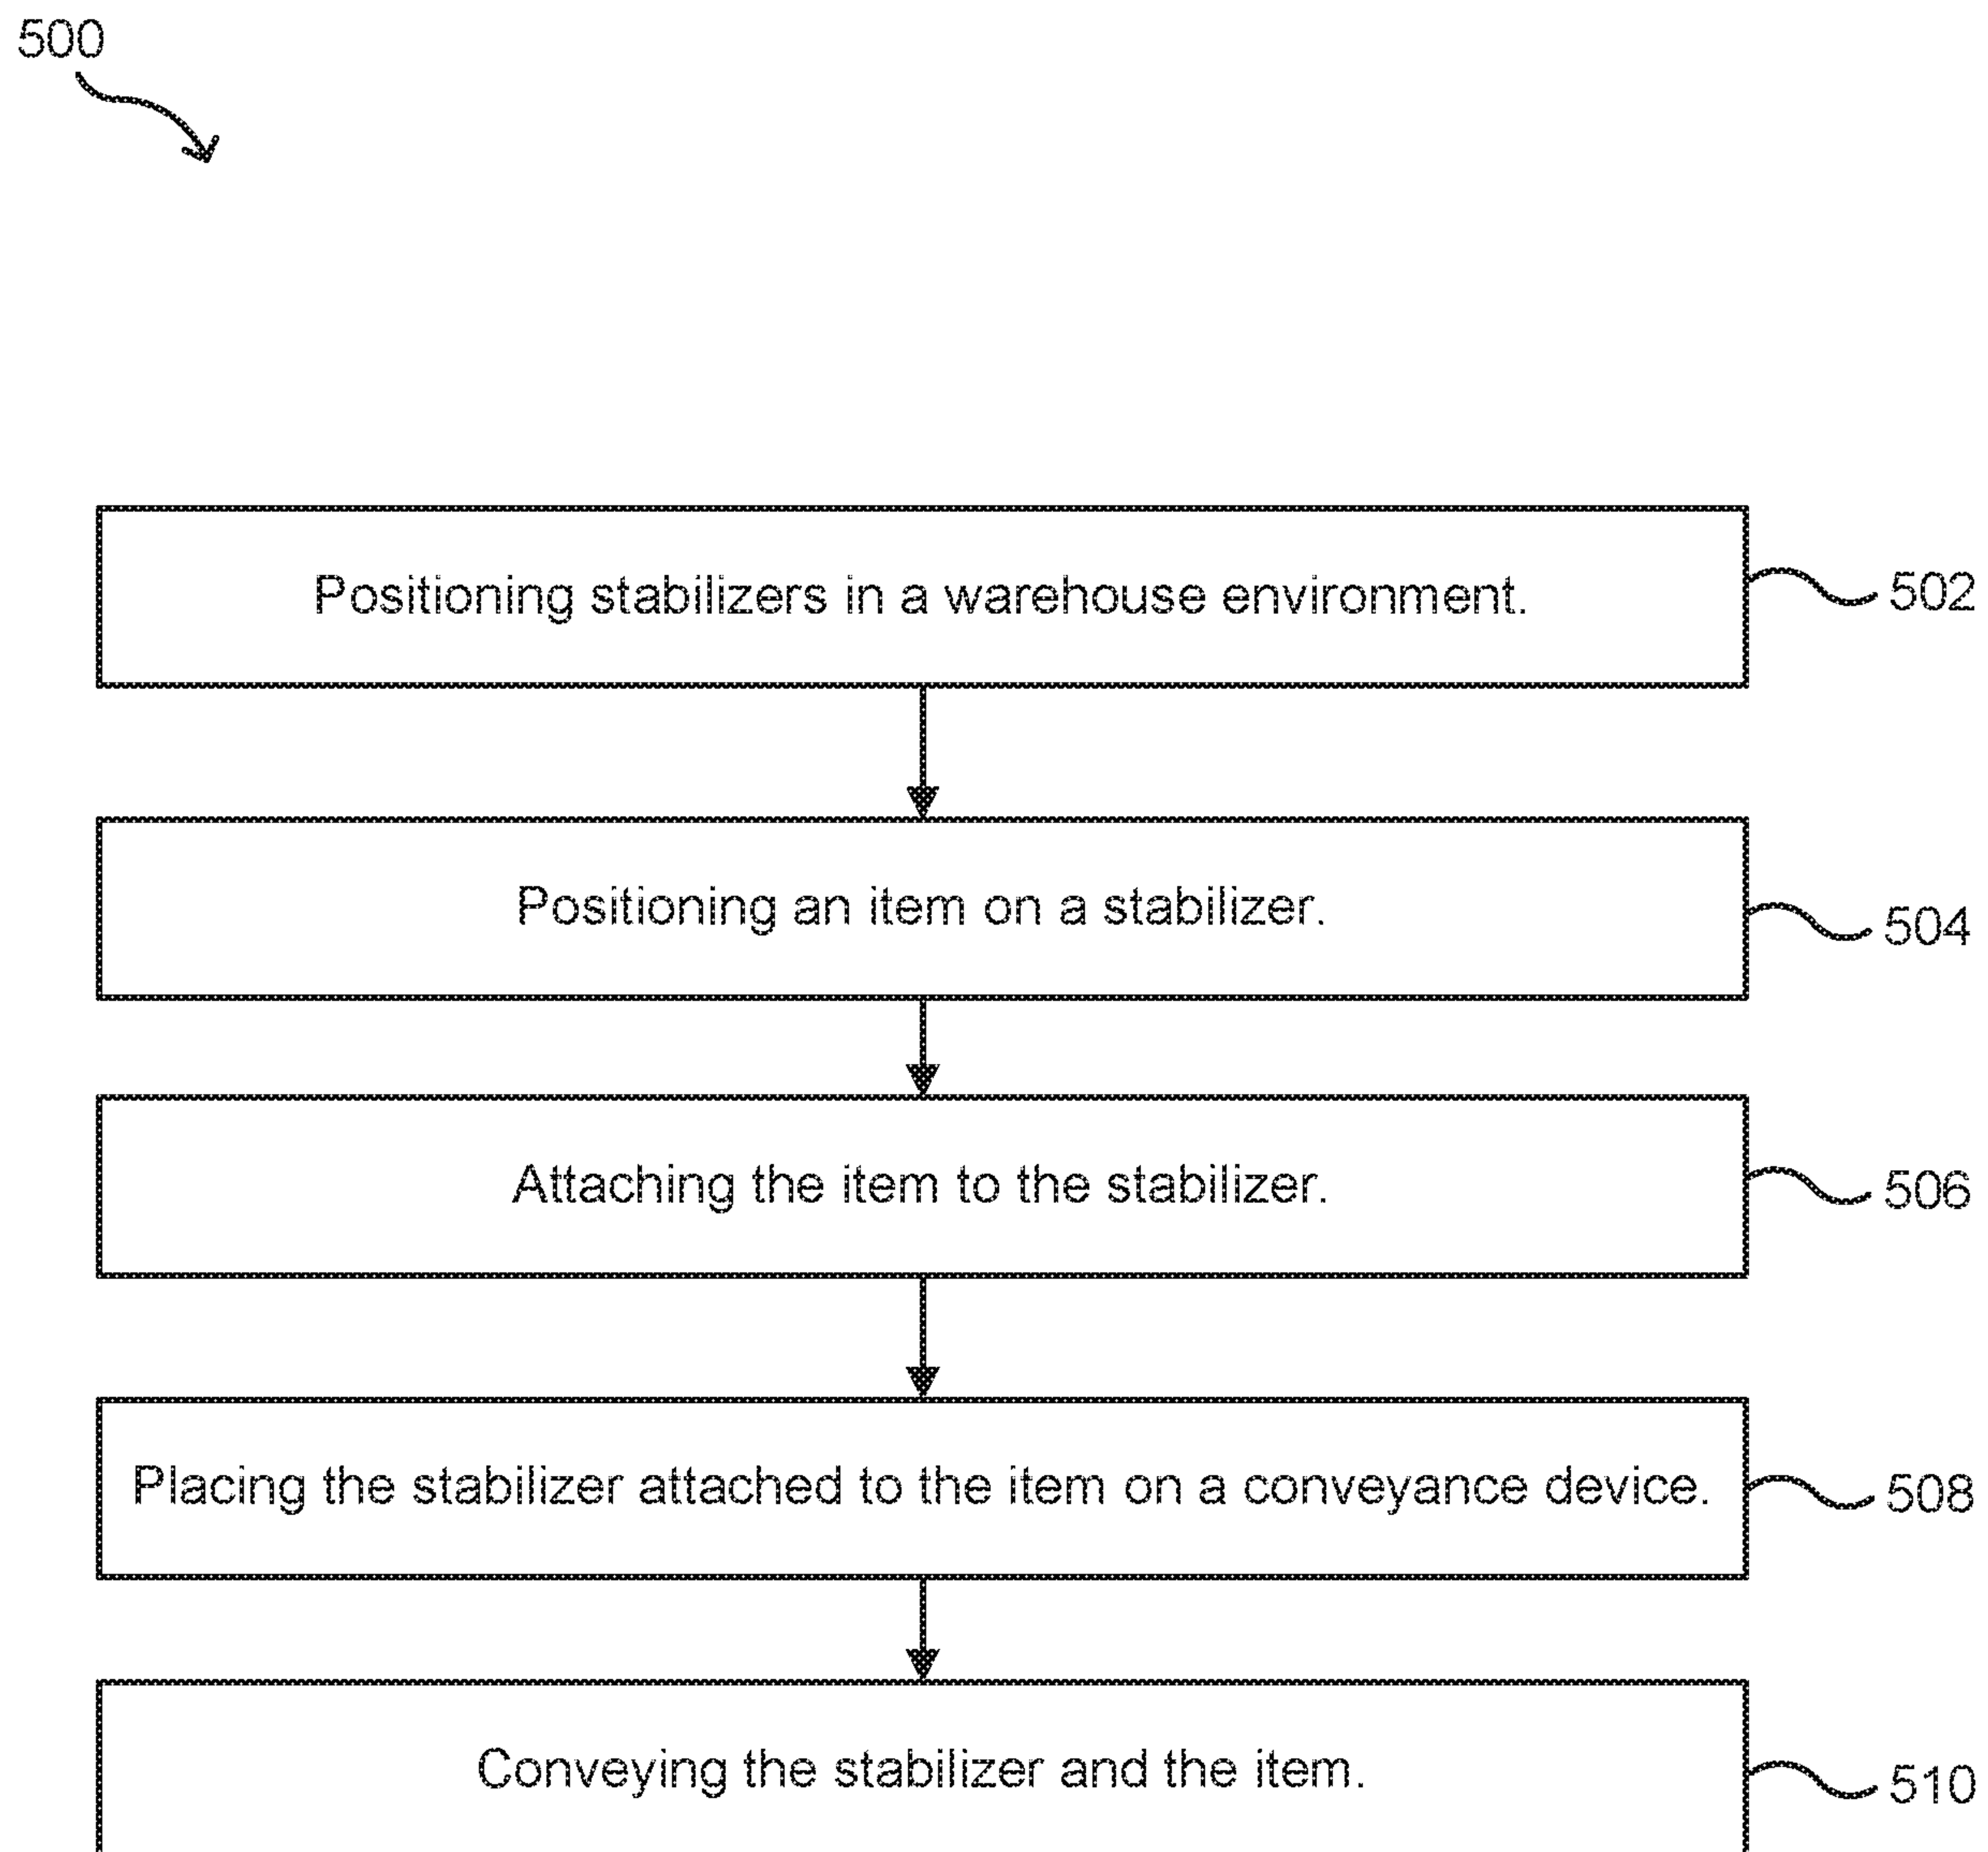 500
Positioning stabilizers in a warehouse environment.
502
Positioning an item on a stabilizer.
504
Attaching the item to the stabilizer.
506
Placing the stabilizer attached to the item on a conveyance device.
508
Conveying the stabilizer and the item.
510